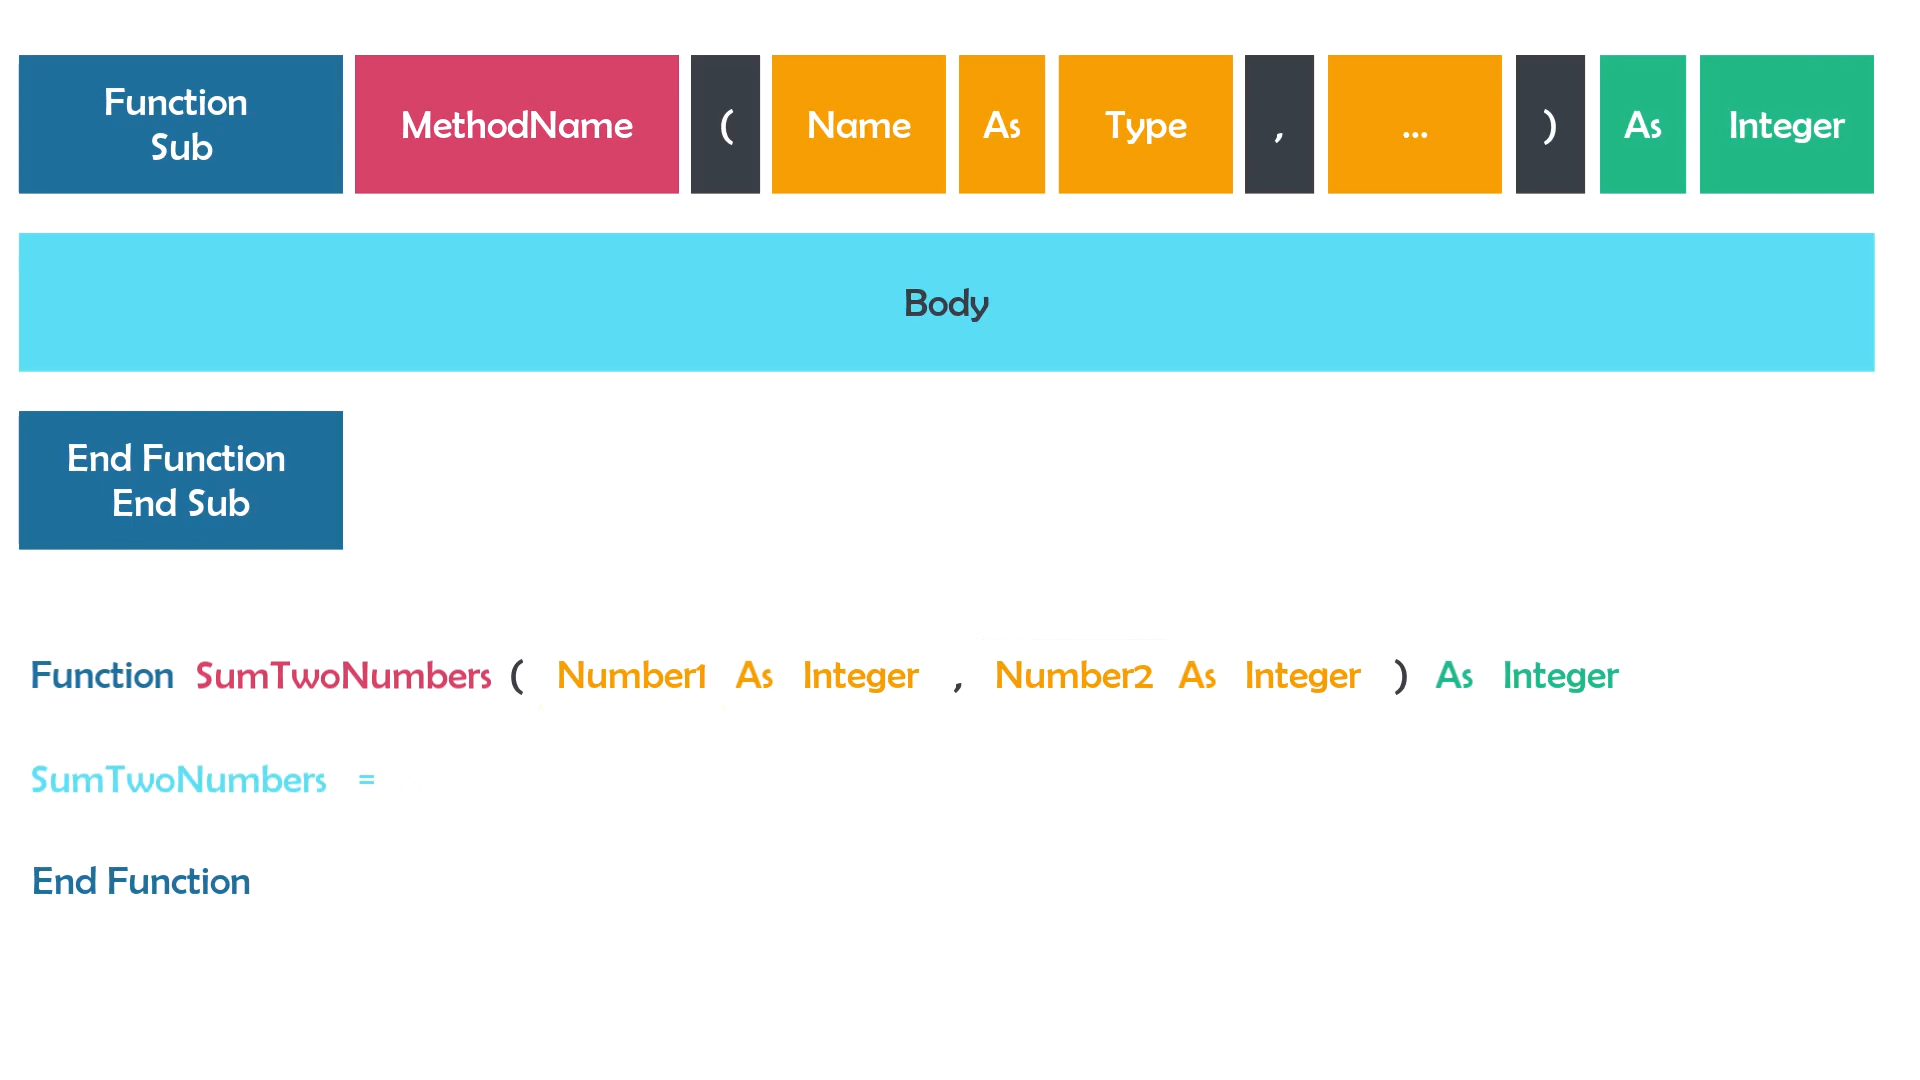 Function
Sub
MethodName ( Name As Type , ... ) As Integer
Body
End Function
End Sub
Function SumTwoNumbers ( Number1 As Integer , Number2 As Integer ) As Integer
SumTwoNumbers =
End Function